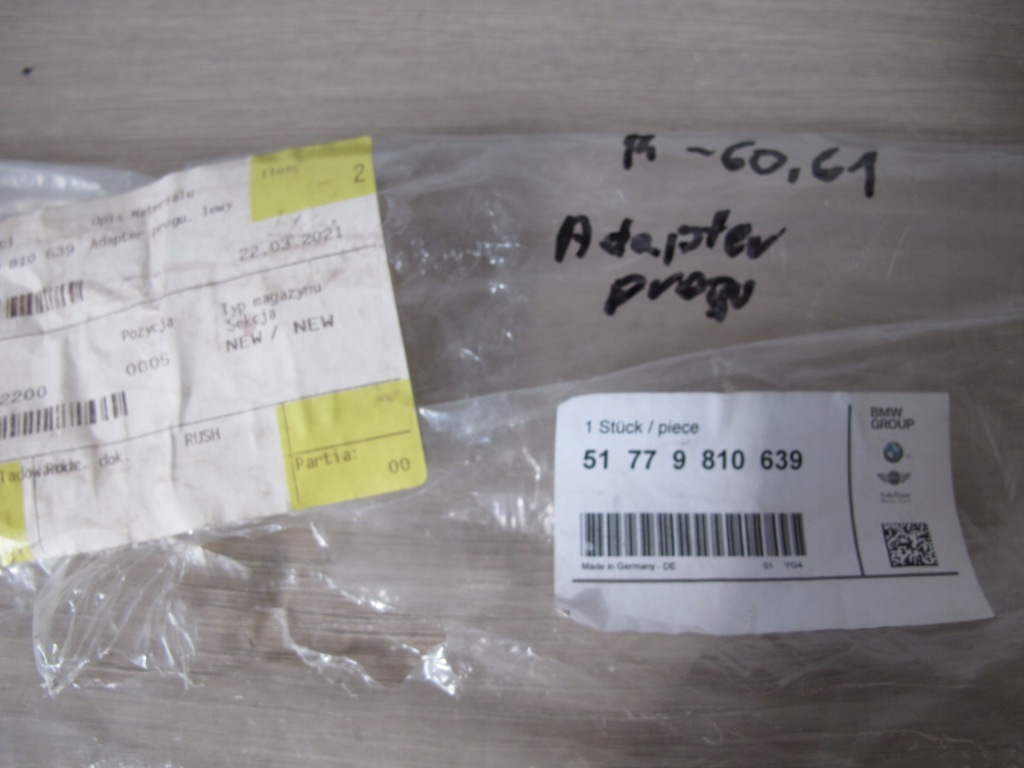 Ilość 2
Opis Materiału
810 639 Adapter progu. lewy
22.03.2021
Pozycja
Typ magazynu
Sekcja
0005
NEW / NEW
2200
RUSH
dok.
Partia:
00
R -60,61
Adapter
progu
1 Stück / piece
51 77 9 810 639
Made in Germany - DE
01 YG4
BMW
GROUP